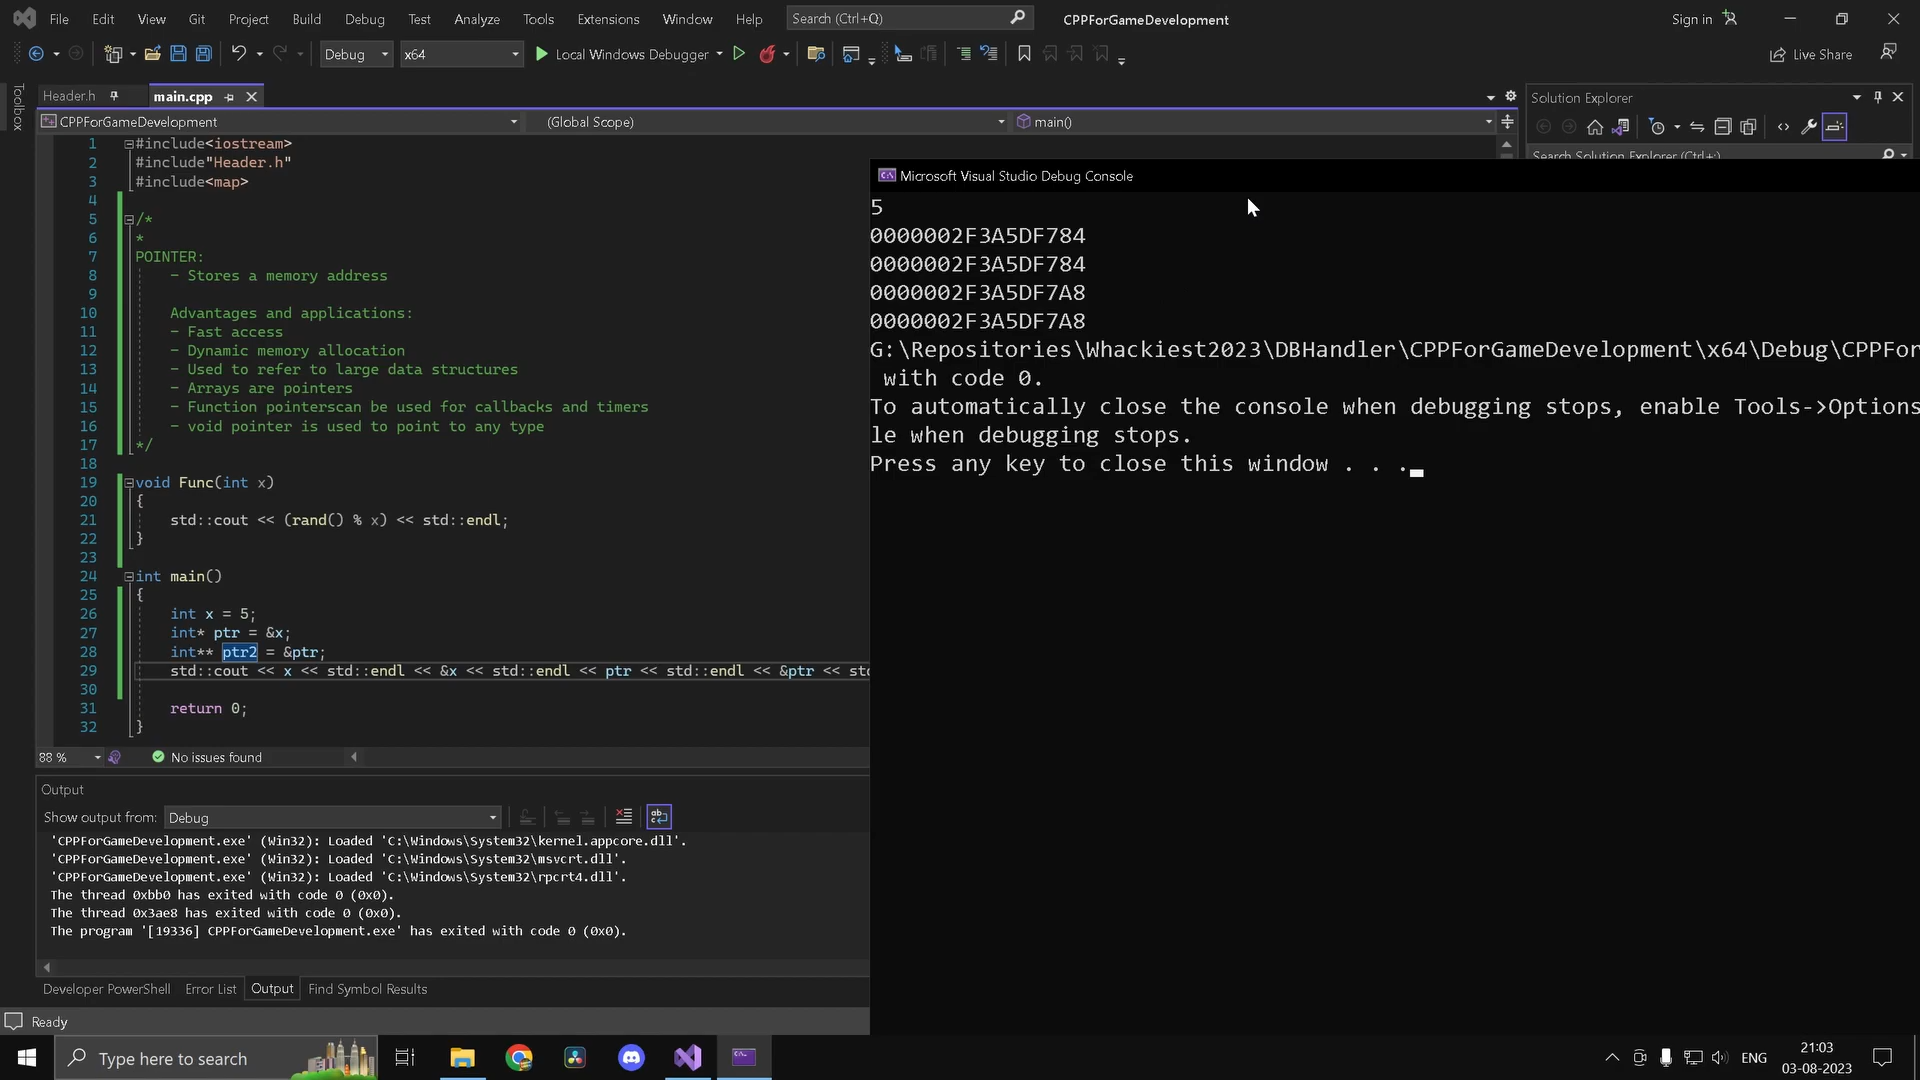 File Edit View Git Project Build Debug Test Analyze Tools Extensions Window Help Search (Ctrl+Q) CPPForGameDevelopment Sign in
Debug x64 Local Windows Debugger Live Share
Toolbox
Header.h main.cpp Solution Explorer
CPPForGameDevelopment (Global Scope) main()
Search Solution Explorer (Ctrl+;)
1 #include<iostream>
2 #include"Header.h"
3 #include<map>
4
5 /*
6 *
7 POINTER:
8 - Stores a memory address
9
10 Advantages and applications:
11 - Fast access
12 - Dynamic memory allocation
13 - Used to refer to large data structures
14 - Arrays are pointers
15 - Function pointerscan be used for callbacks and timers
16 - void pointer is used to point to any type
17 */
18
19 void Func(int x)
20 {
21 std::cout << (rand() % x) << std::endl;
22 }
23
24 int main()
25 {
26 int x = 5;
27 int* ptr = &x;
28 int** ptr2 = &ptr;
29 std::cout << x << std::endl << &x << std::endl << ptr << std::endl << &ptr << std
30
31 return 0;
32 }
88 % No issues found
Microsoft Visual Studio Debug Console
5
0000002F3A5DF784
0000002F3A5DF784
0000002F3A5DF7A8
0000002F3A5DF7A8
G:\Repositories\Whackiest2023\DBHandler\CPPForGameDevelopment\x64\Debug\CPPFor
with code 0.
To automatically close the console when debugging stops, enable Tools->Options
le when debugging stops.
Press any key to close this window . . .
Output
Show output from: Debug
'CPPForGameDevelopment.exe' (Win32): Loaded 'C:\Windows\System32\kernel.appcore.dll'.
'CPPForGameDevelopment.exe' (Win32): Loaded 'C:\Windows\System32\msvcrt.dll'.
'CPPForGameDevelopment.exe' (Win32): Loaded 'C:\Windows\System32\rpcrt4.dll'.
The thread 0xbb0 has exited with code 0 (0x0).
The thread 0x3ae8 has exited with code 0 (0x0).
The program '[19336] CPPForGameDevelopment.exe' has exited with code 0 (0x0).
Developer PowerShell Error List Output Find Symbol Results
Ready
Type here to search ENG 21:03
03-08-2023